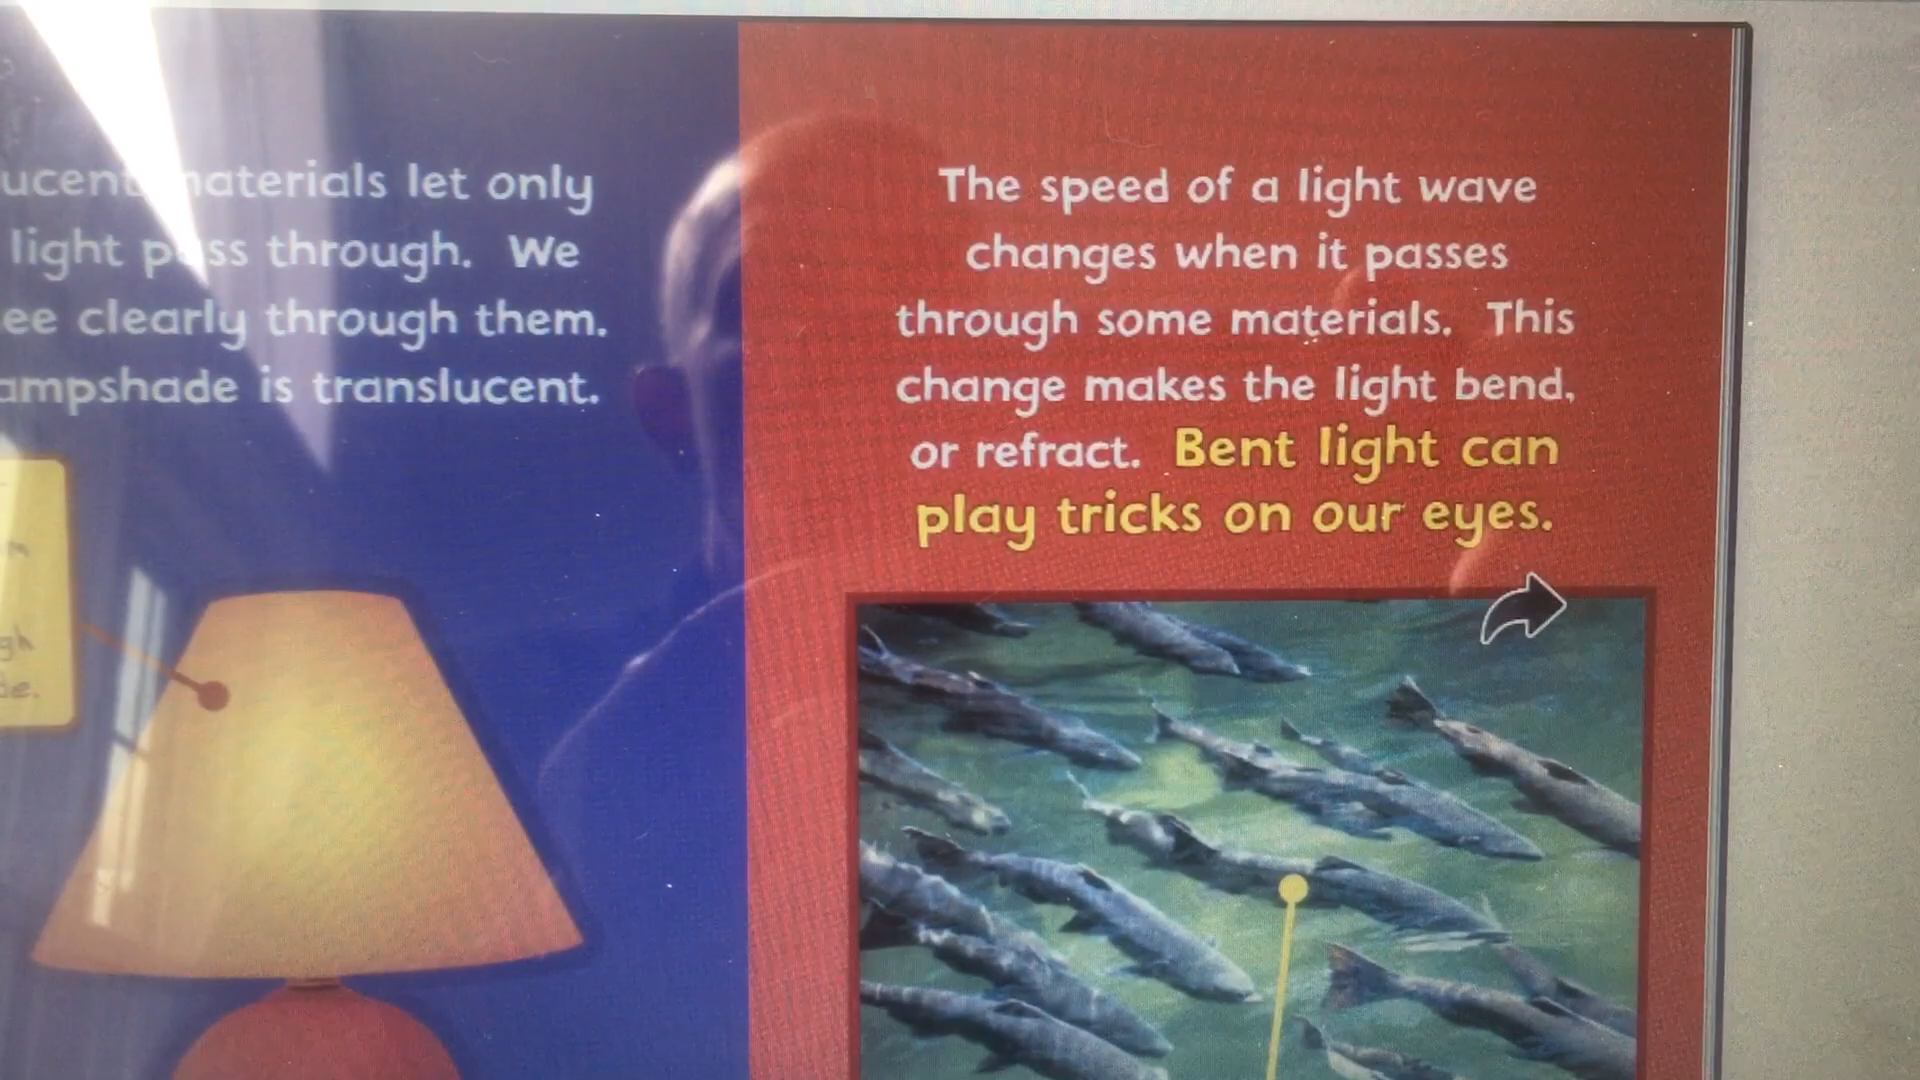 materials let only
light pass through. We
clearly through them.
is translucent.
The speed of a light wave
changes when it passes
through some materials. This
change makes the light bend,
or refract. Bent light can
play tricks on our eyes.